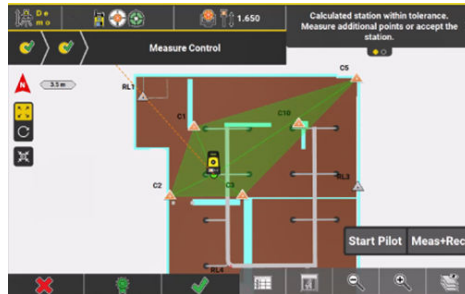 De
mo
1.650
Calculated station within tolerance.
Measure additional points or accept the
station.
Measure Control
3.5 m
C5
RL1
C1
C10
C2
C3
RL3
Start Pilot
Meas+Rec
RL4